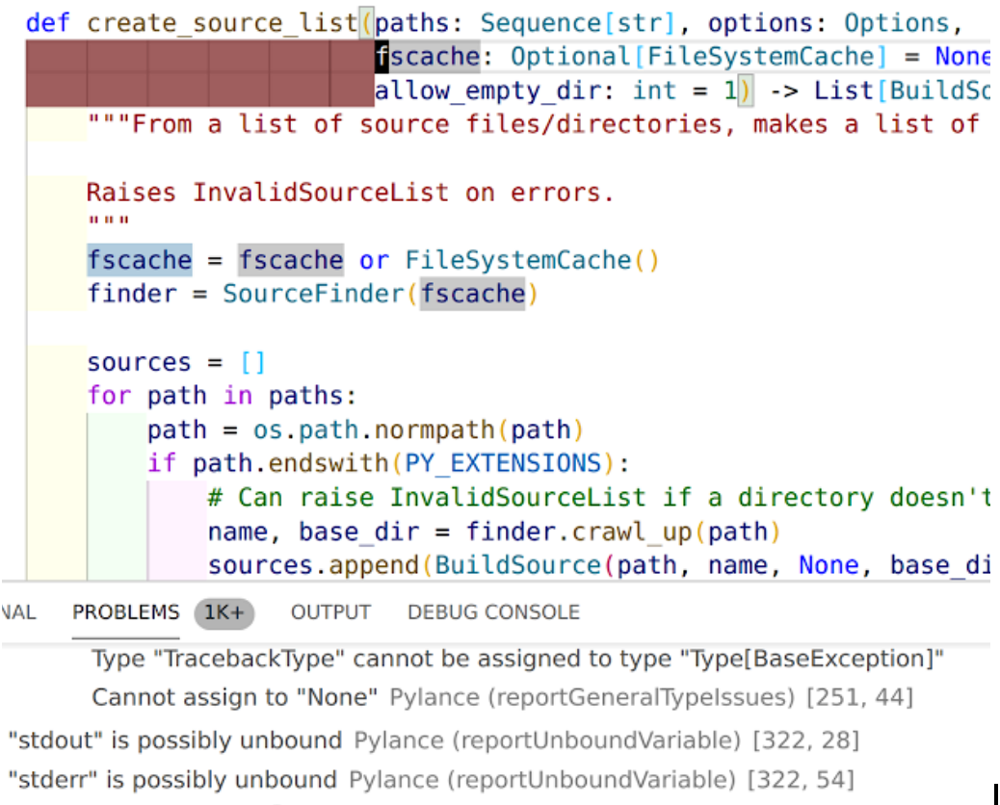 def create_source_list(paths: Sequence[str], options: Options,
fscache: Optional[FileSystemCache] = None
allow_empty_dir: int = 1) -> List[BuildSo
"""From a list of source files/directories, makes a list of
Raises InvalidSourceList on errors.
"""
fscache = fscache or FileSystemCache()
finder = SourceFinder(fscache)
sources = []
for path in paths:
path = os.path.normpath(path)
if path.endswith(PY_EXTENSIONS):
# Can raise InvalidSourceList if a directory doesn't
name, base_dir = finder.crawl_up(path)
sources.append(BuildSource(path, name, None, base_di
NAL PROBLEMS 1K+ OUTPUT DEBUG CONSOLE
Type "TracebackType" cannot be assigned to type "Type[BaseException]"
Cannot assign to "None" Pylance (reportGeneralTypeIssues) [251, 44]
"stdout" is possibly unbound Pylance (reportUnboundVariable) [322, 28]
"stderr" is possibly unbound Pylance (reportUnboundVariable) [322, 54]